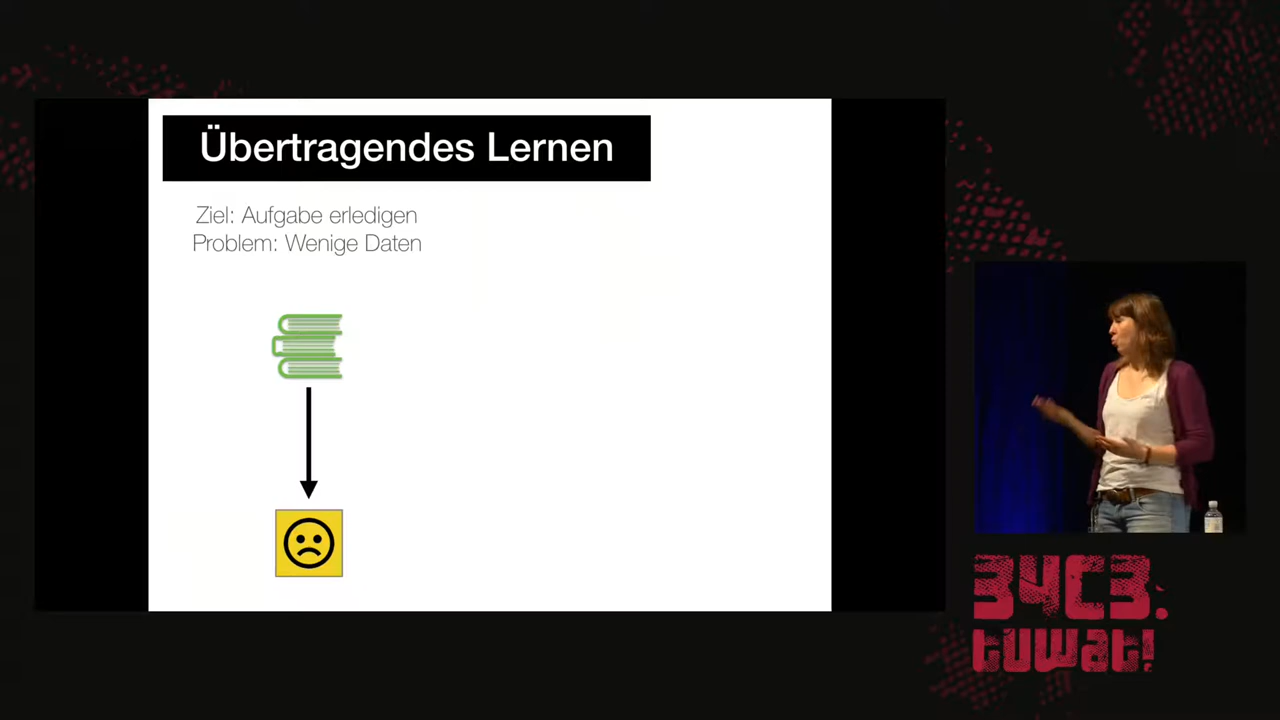 Übertragendes Lernen
Ziel: Aufgabe erledigen
Problem: Wenige Daten
34C3.
tuwat!